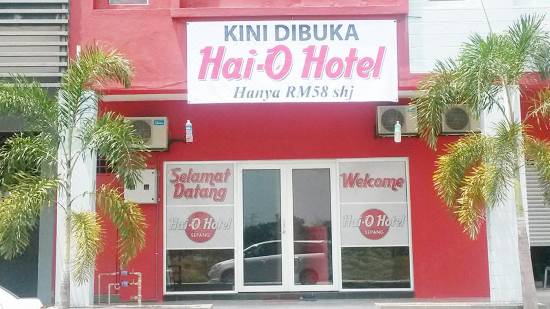 KINI DIBUKA
Hai-O Hotel
Hanya RM58 shj
Selamat
Datang
Welcome
Hai-O Hotel
SEPANG
Hai-O Hotel
SEPANG